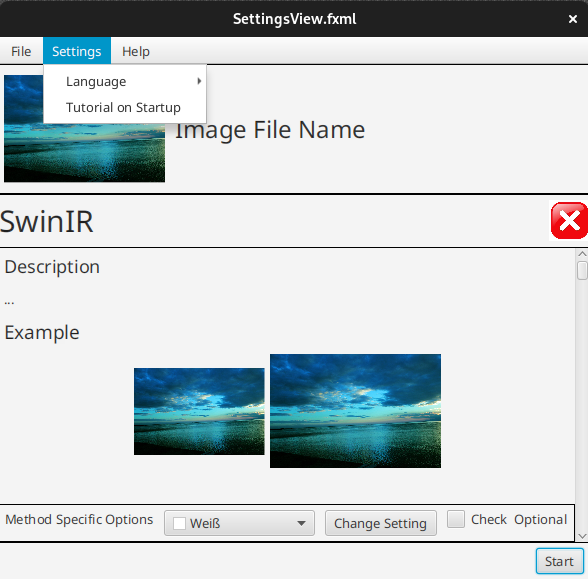 SettingsView.fxml
File Settings Help
Language
Tutorial on Startup
Image File Name
SwinIR
Description
...
Example
Method Specific Options Weiß Change Setting Check Optional
Start